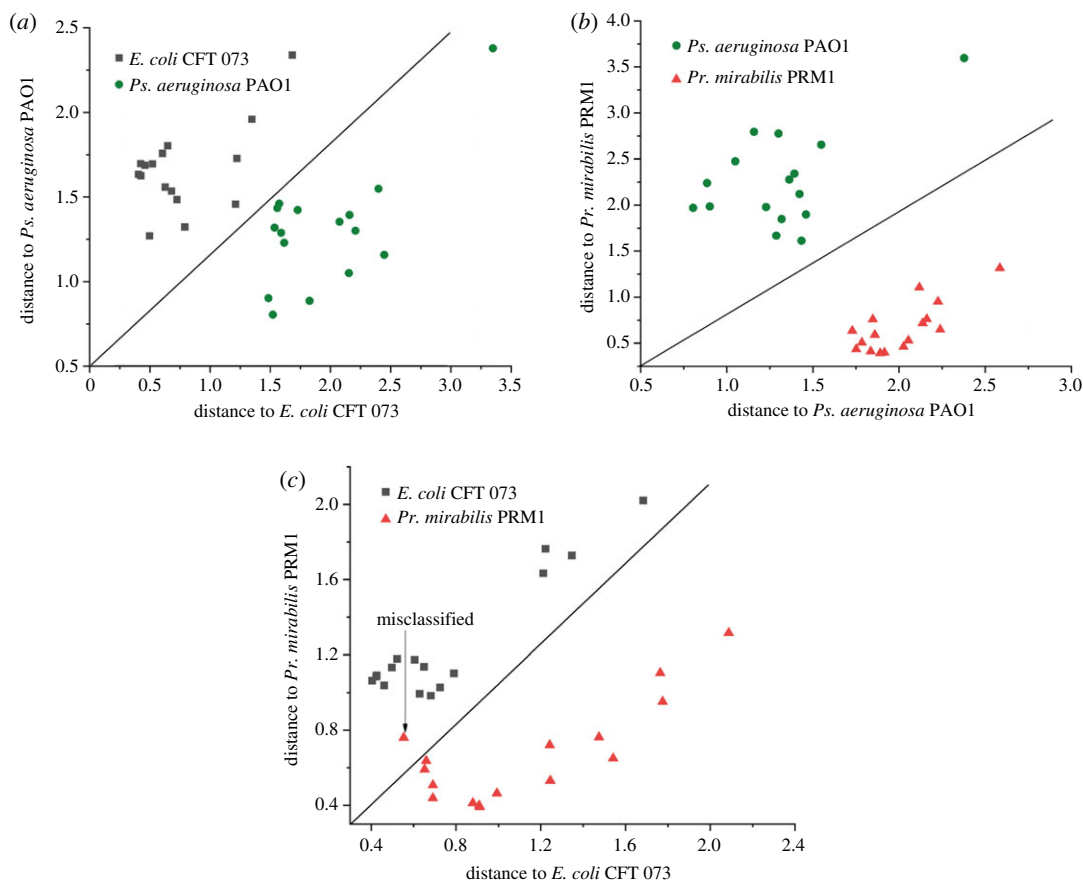 (a)
2.5
2.0
1.5
1.0
0.5
distance to Ps. aeruginosa PAO1
E. coli CFT 073
Ps. aeruginosa PAO1
0
0.5
1.0
1.5
2.0
2.5
3.0
3.5
distance to E. coli CFT 073
(b)
4.0
3.5
3.0
2.5
2.0
1.5
1.0
0.5
distance to Pr. mirabilis PRM1
Ps. aeruginosa PAO1
Pr. mirabilis PRM1
0.5
1.0
1.5
2.0
2.5
3.0
distance to Ps. aeruginosa PAO1
(c)
2.0
1.6
1.2
0.8
0.4
distance to Pr. mirabilis PRM1
E. coli CFT 073
Pr. mirabilis PRM1
misclassified
0.4
0.8
1.2
1.6
2.0
2.4
distance to E. coli CFT 073